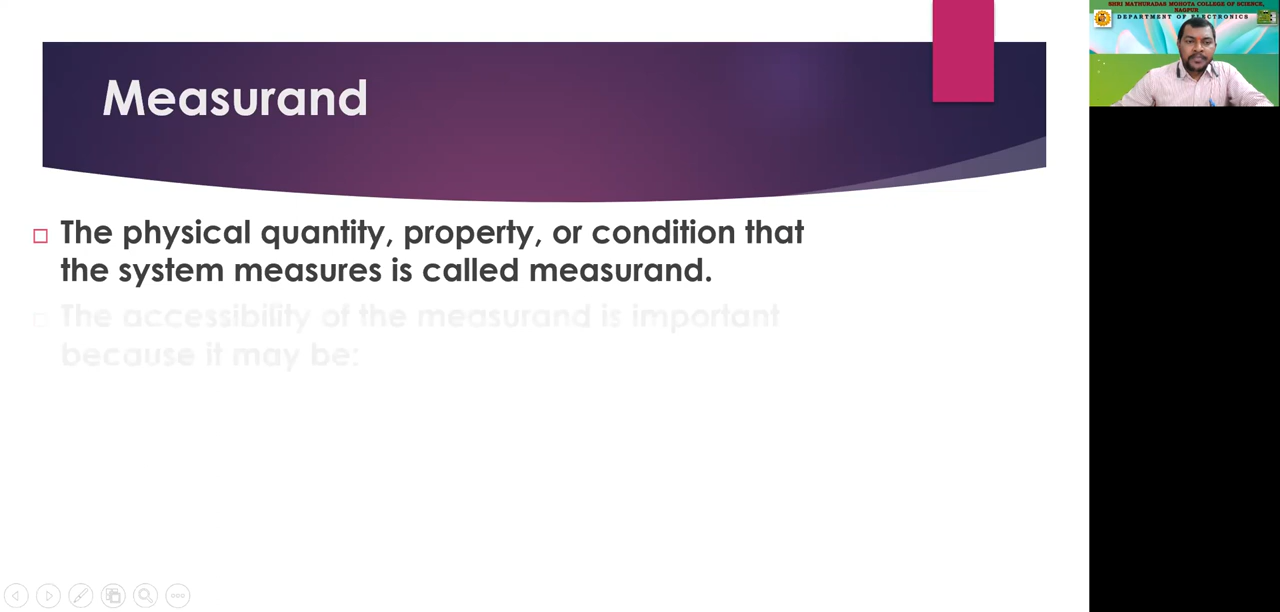 SHRI MATHURADAS MOHOTA COLLEGE OF SCIENCE,
NAGPUR
DEPARTMENT OF ELECTRONICS
Measurand
The physical quantity, property, or condition that
the system measures is called measurand.
The accessibility of the measurand is important
because it may be: